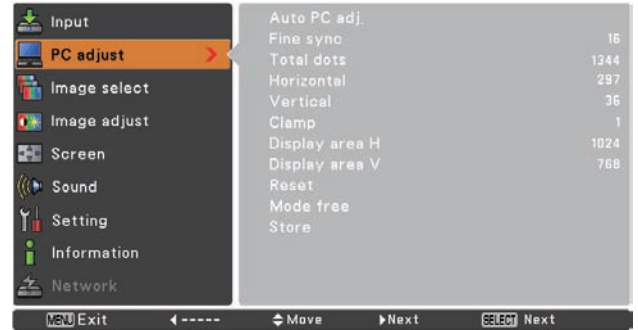 Input
PC adjust
Image select
Image adjust
Screen
Sound
Setting
Information
Network
Auto PC adj.
Fine sync 16
Total dots 1344
Horizontal 297
Vertical 36
Clamp 1
Display area H 1024
Display area V 768
Reset
Mode free
Store
MENU Exit ----- Move Next SELECT Next